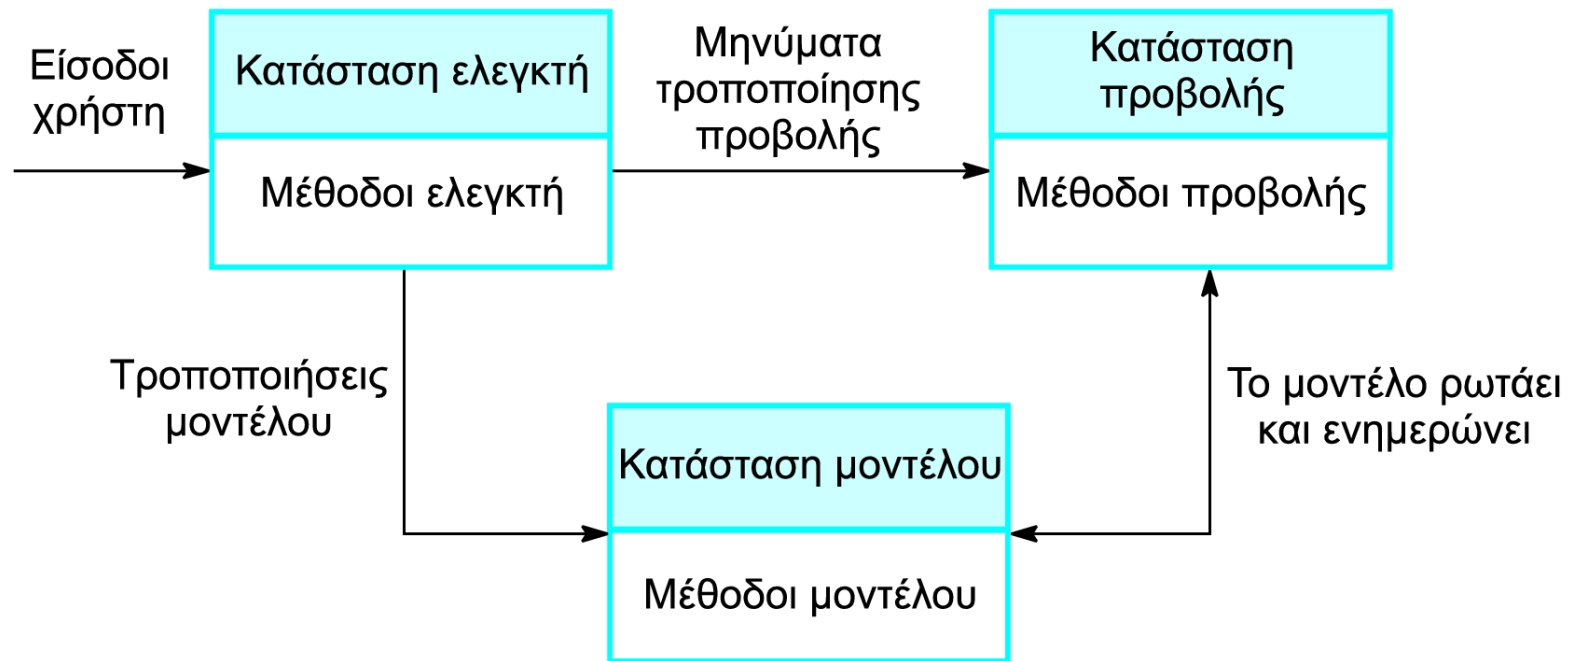 Είσοδοι
χρήστη
Κατάσταση ελεγκτή
Μέθοδοι ελεγκτή
Μηνύματα
τροποποίησης
προβολής
Κατάσταση
προβολής
Μέθοδοι προβολής
Τροποποιήσεις
μοντέλου
Κατάσταση μοντέλου
Μέθοδοι μοντέλου
Το μοντέλο ρωτάει
και ενημερώνει